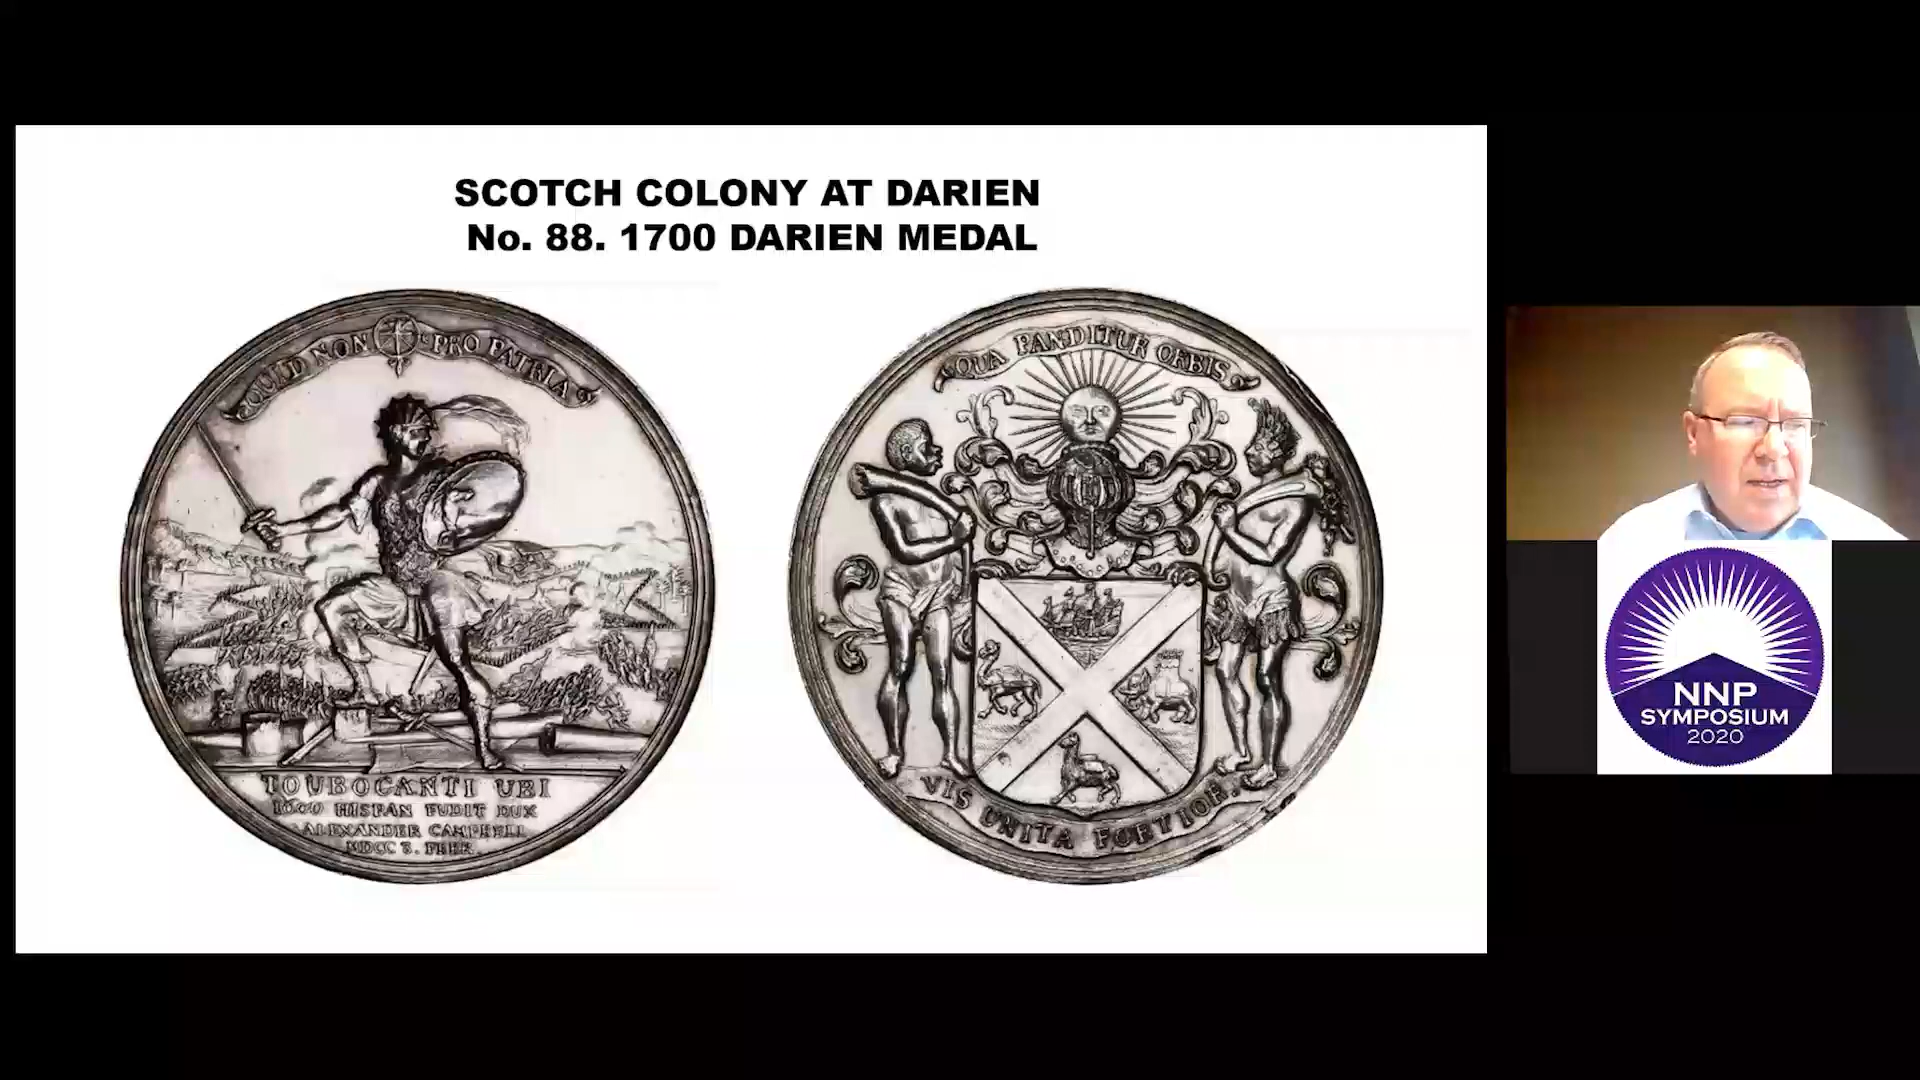 SCOTCH COLONY AT DARIEN
No. 88. 1700 DARIEN MEDAL
QUID NON PRO PATRIA
TOUBOCANTI UBI
1600 HISPAN FUDIT DUX
ALEXANDER CAMPBELL
MDCC 8. FEBR.
QUA PANDITUR ORBIS
VIS UNITA FORTIOR.
NNP
SYMPOSIUM
2020